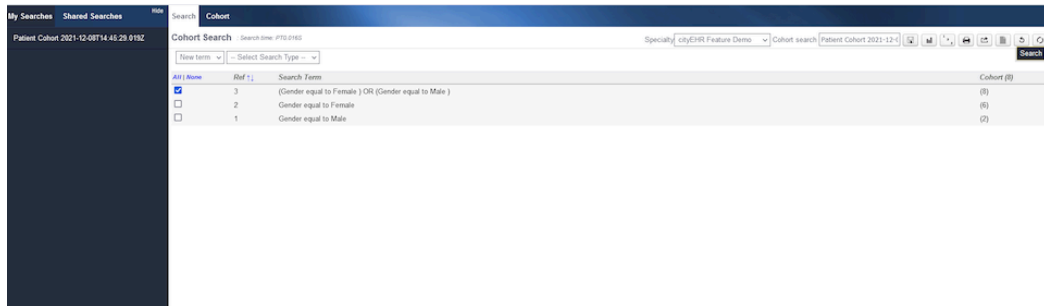 My Searches Shared Searches Hide Search Cohort
Patient Cohort 2021-12-08T14:45:29.019Z
Cohort Search Search time: PT0.016S Specialty cityEHR Feature Demo Cohort search Patient Cohort 2021-12-0
New term -- Select Search Type -- Search
All | None Ref Search Term Cohort (8)
3 (Gender equal to Female ) OR (Gender equal to Male ) (8)
2 Gender equal to Female (6)
1 Gender equal to Male (2)